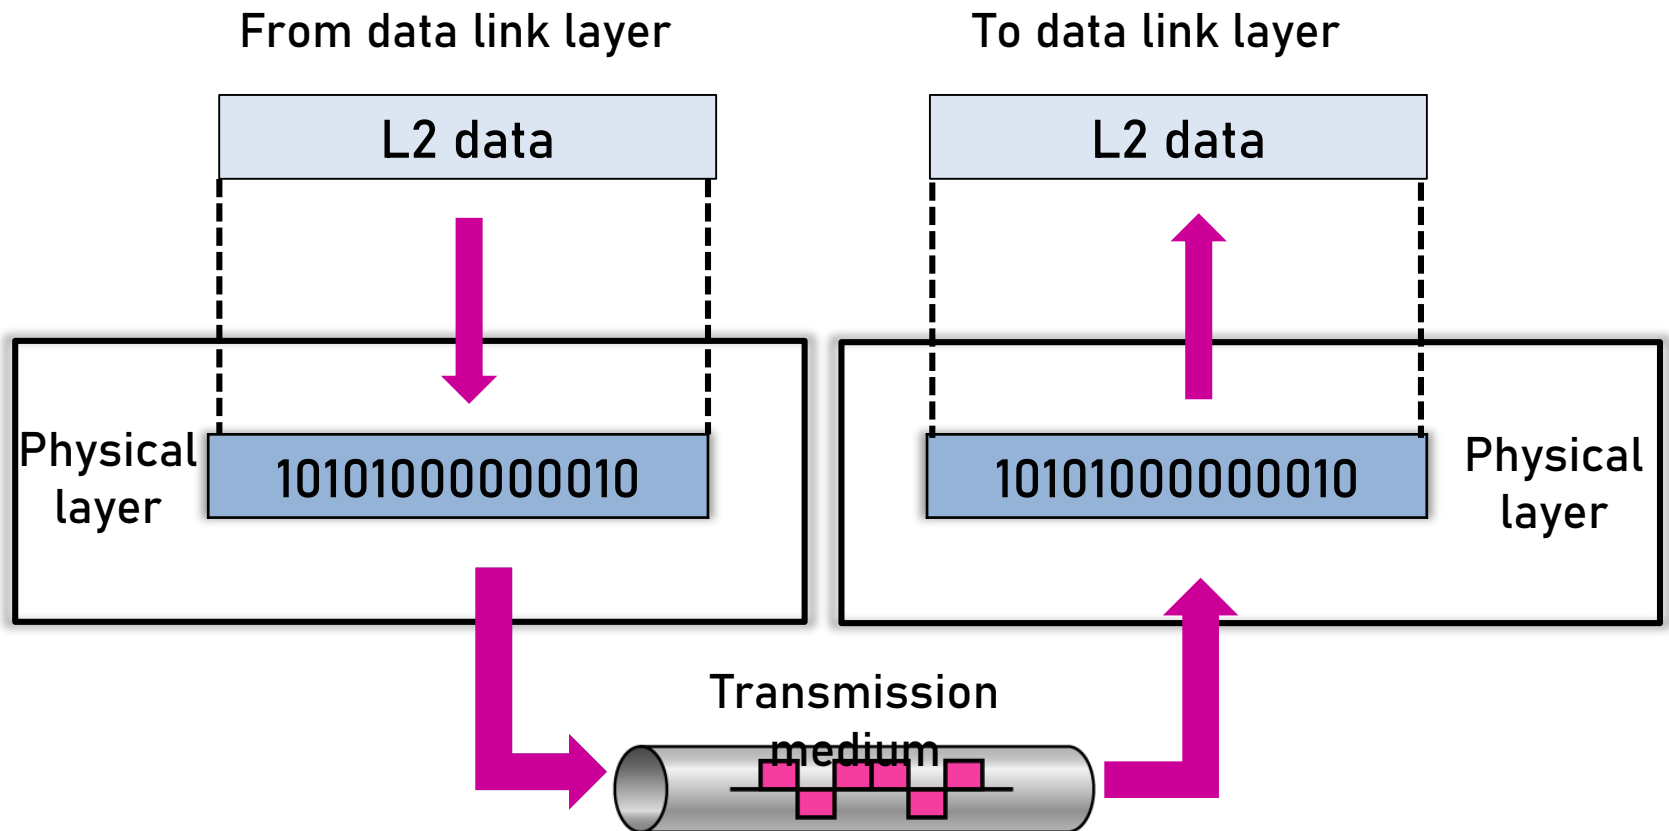 From data link layer
To data link layer
L2 data
L2 data
Physical
layer
10101000000010
10101000000010
Physical
layer
Transmission
medium